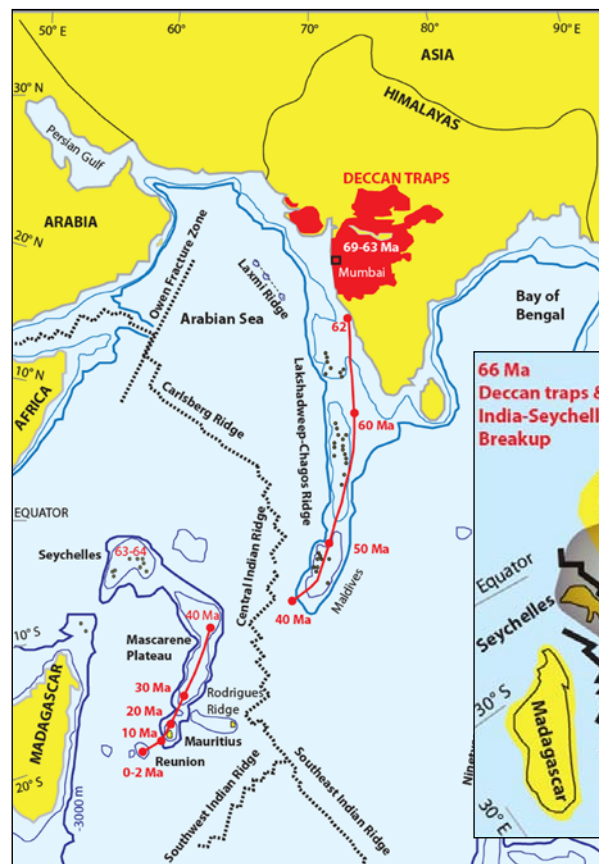 50° E
60°
70°
80°
90° E
ASIA
30° N
HIMALAYAS
Persian Gulf
DECCAN TRAPS
ARABIA
20° N
69-63 Ma
Mumbai
Owen Fracture Zone
Laxmi Ridge
Arabian Sea
Bay of
Bengal
62
10° N
AFRICA
Carlsberg Ridge
Lakshadweep-Chagos Ridge
60 Ma
66 Ma
Deccan traps &
India-Seychell
Breakup
EQUATOR
Central Indian Ridge
Seychelles
63-64
50 Ma
Maldives
40 Ma
Equator
Seychelles
10° S
40 Ma
Mascarene
Plateau
30 Ma
Rodrigues
Ridge
20 Ma
10 Ma
Mauritius
Reunion
0-2 Ma
MADAGASCAR
20° S
-3000 m
Southwest Indian Ridge
Southeast Indian Ridge
30° S
Madagascar
30° E